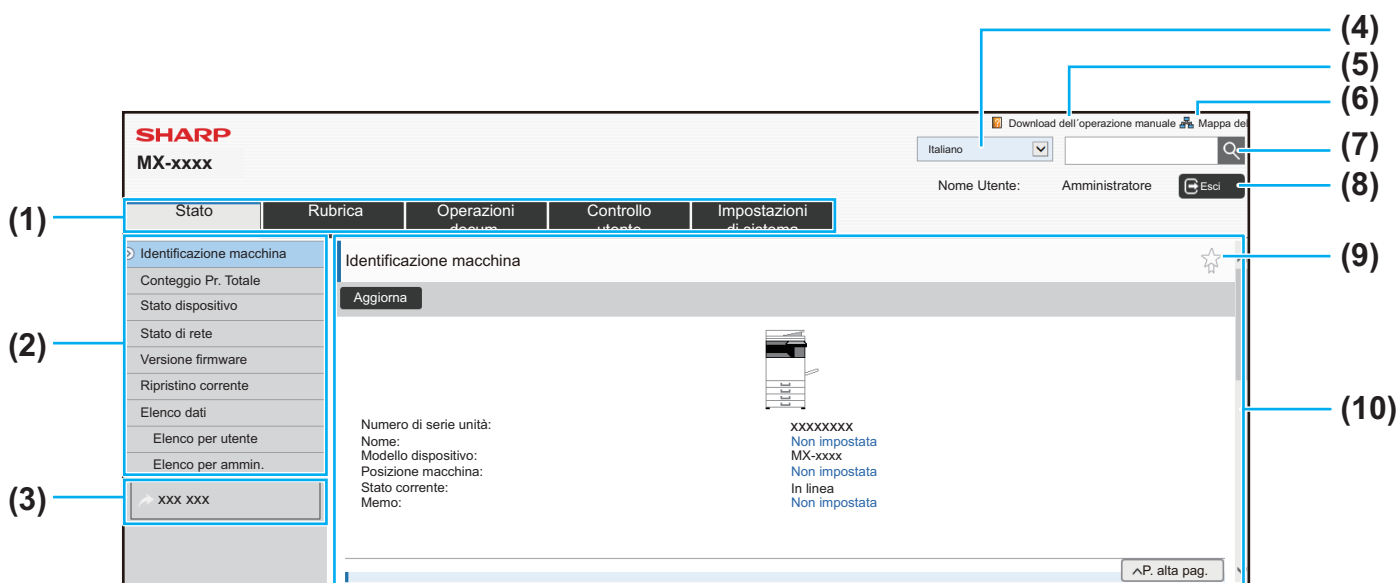 (4)
(5)
(6)
Download dell´operazione manuale Mappa del
SHARP
Italiano
(7)
MX-xxxx
Nome Utente: Amministratore Esci
(8)
(1)
Stato Rubrica Operazioni docum. Controllo utente Impostazioni di sistema
Identificazione macchina
Identificazione macchina
(9)
Conteggio Pr. Totale
Aggiorna
Stato dispositivo
Stato di rete
(2)
Versione firmware
Ripristino corrente
Elenco dati
(10)
Elenco per utente
Elenco per ammin.
Numero di serie unità: xxxxxxxx
Nome: Non impostata
Modello dispositivo: MX-xxxx
Posizione macchina: Non impostata
Stato corrente: In linea
Memo: Non impostata
(3)
xxx xxx
P. alta pag.